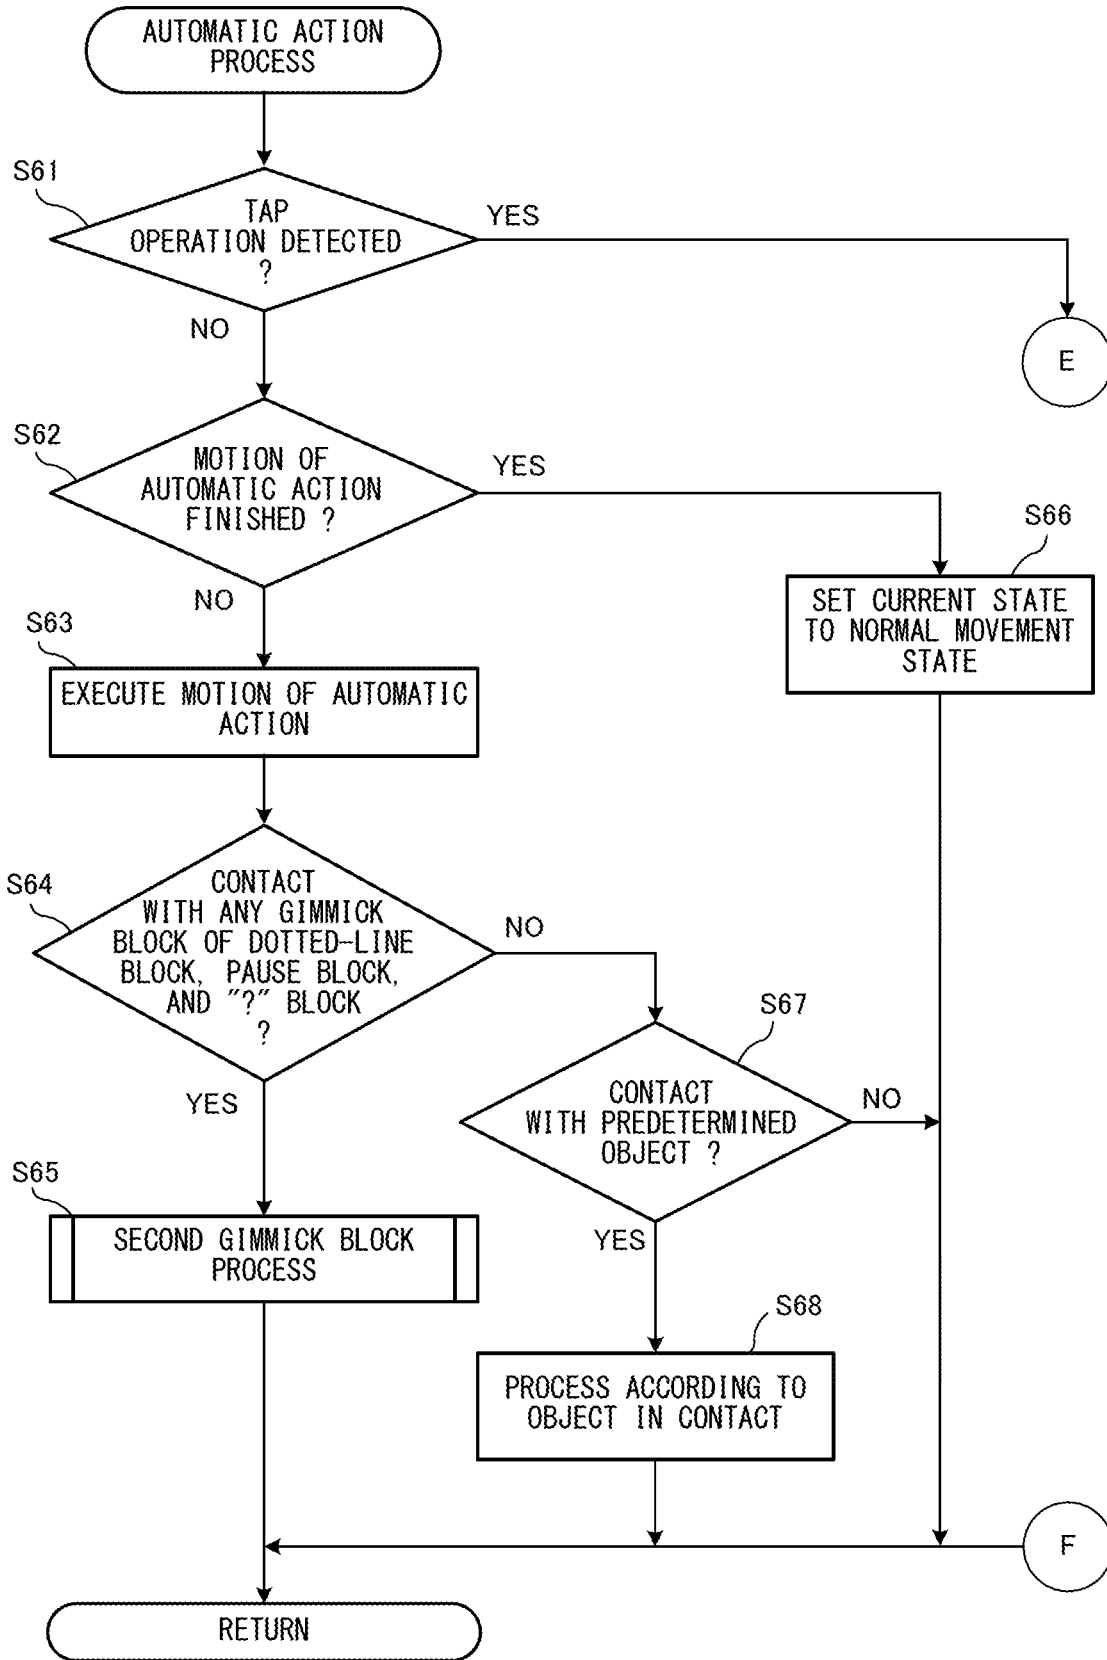 AUTOMATIC ACTION
PROCESS
S61
TAP
OPERATION DETECTED
?
YES
NO
E
S62
MOTION OF
AUTOMATIC ACTION
FINISHED ?
YES
NO
S66
SET CURRENT STATE
TO NORMAL MOVEMENT
STATE
S63
EXECUTE MOTION OF AUTOMATIC
ACTION
S64
CONTACT
WITH ANY GIMMICK
BLOCK OF DOTTED-LINE
BLOCK, PAUSE BLOCK,
AND "?" BLOCK
?
NO
YES
S67
CONTACT
WITH PREDETERMINED
OBJECT ?
NO
YES
S65
SECOND GIMMICK BLOCK
PROCESS
S68
PROCESS ACCORDING TO
OBJECT IN CONTACT
F
RETURN